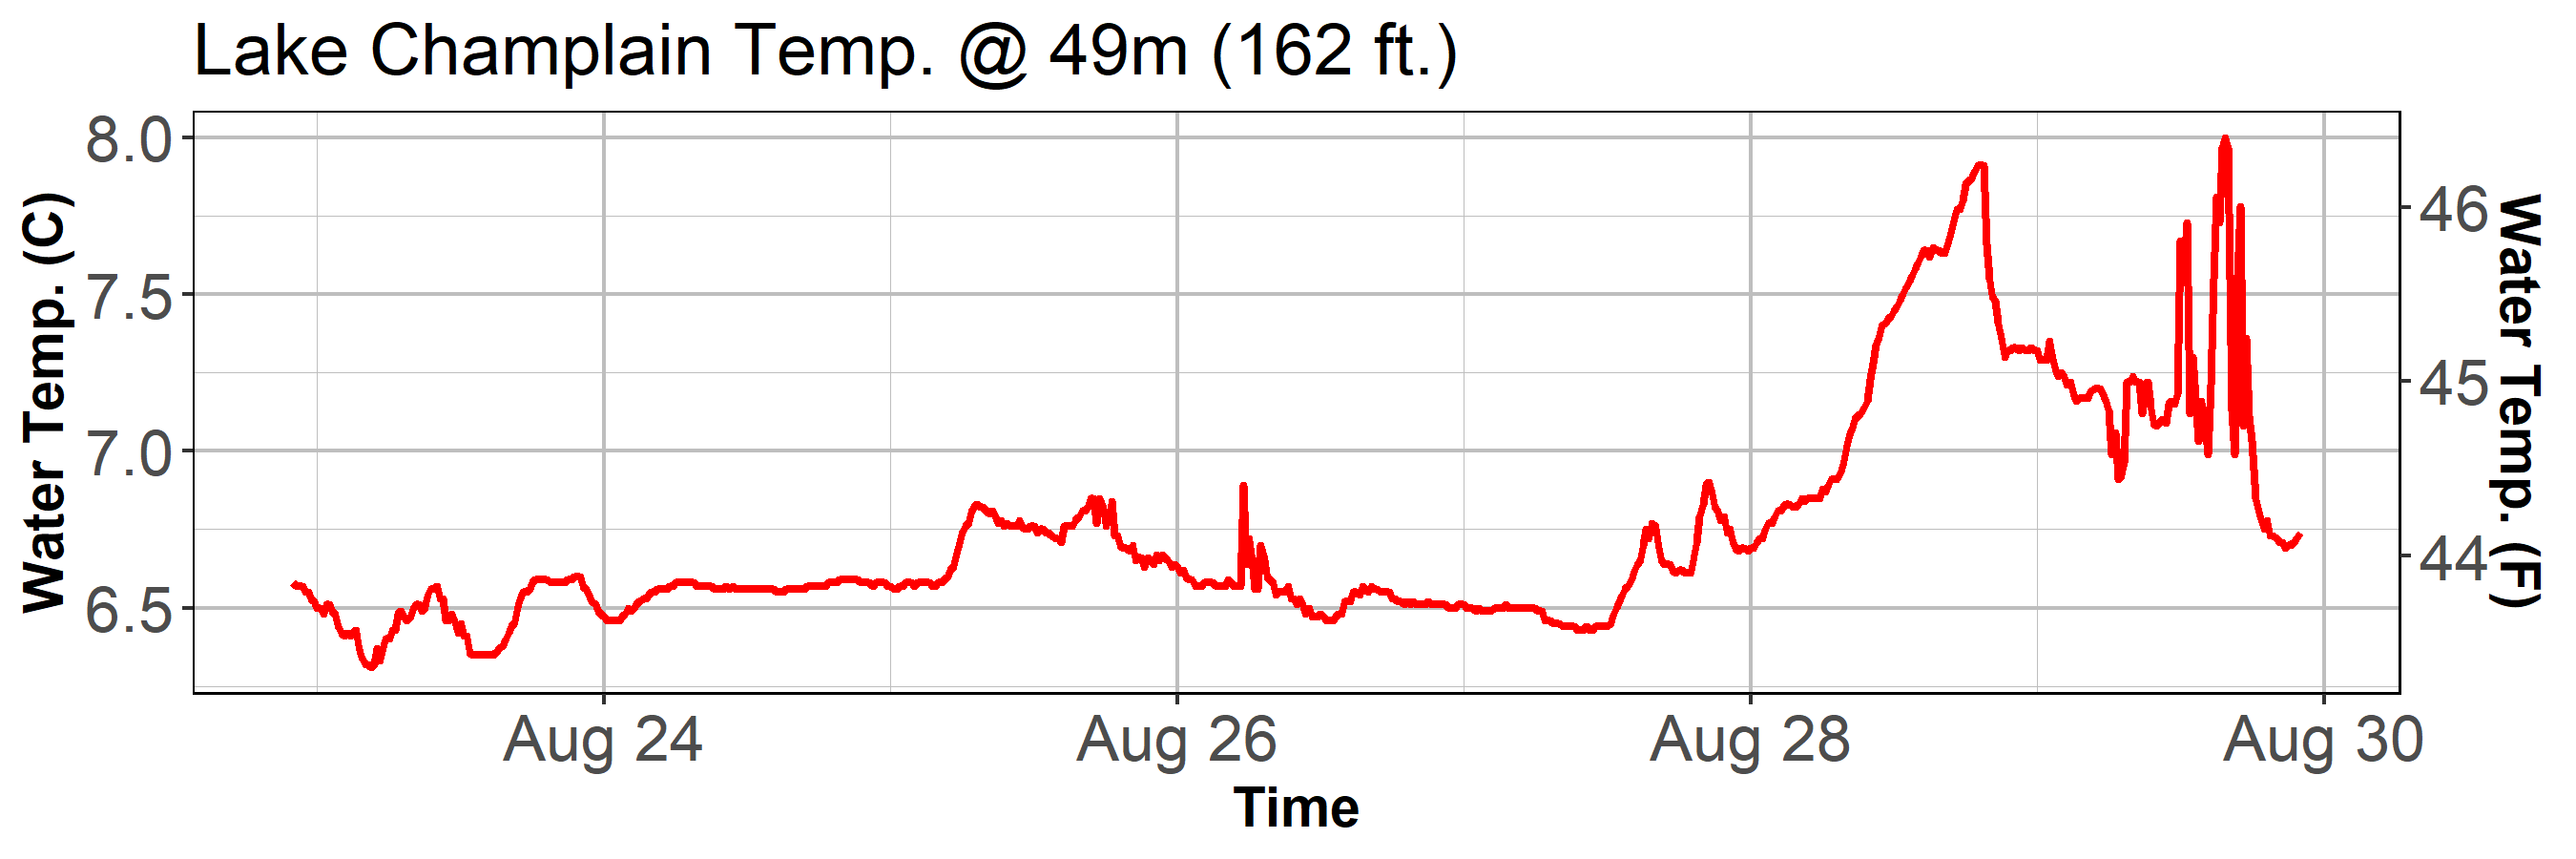 Lake Champlain Temp. @ 49m (162 ft.)
Water Temp. (C)
8.0
7.5
7.0
6.5
46
45
44
Water Temp. (F)
Aug 24 Aug 26 Aug 28 Aug 30
Time